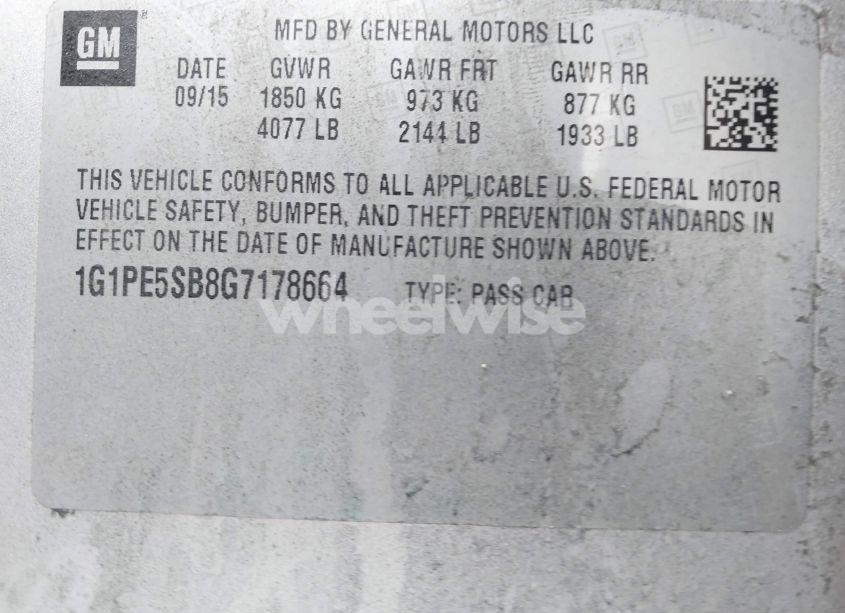 GM
MFD BY GENERAL MOTORS LLC
DATE GVWR GAWR FRT GAWR RR
09/15 1850 KG 973 KG 877 KG
4077 LB 2144 LB 1933 LB
THIS VEHICLE CONFORMS TO ALL APPLICABLE U.S. FEDERAL MOTOR
VEHICLE SAFETY, BUMPER, AND THEFT PREVENTION STANDARDS IN
EFFECT ON THE DATE OF MANUFACTURE SHOWN ABOVE.
1G1PE5SB8G7178664 TYPE: PASS CAR
wheelwise